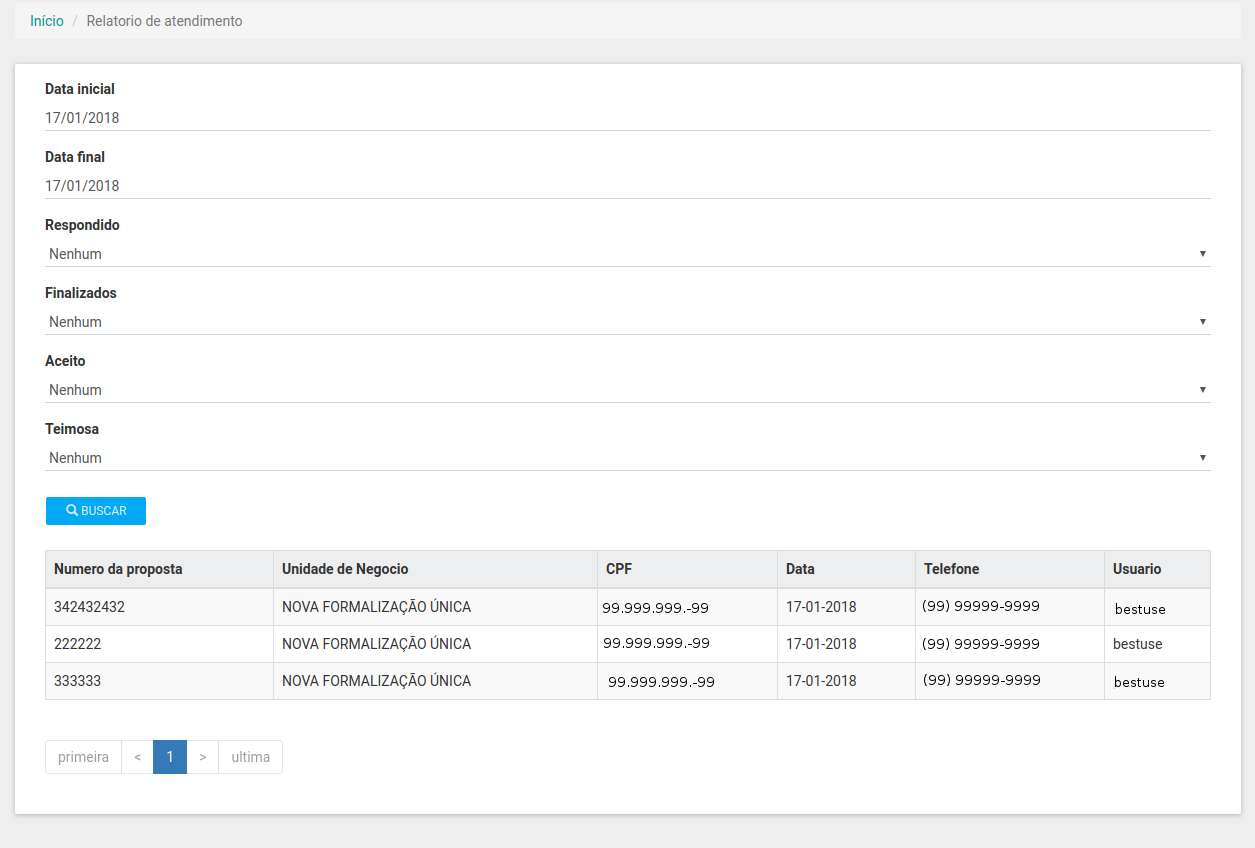 Início / Relatorio de atendimento
Data inicial
17/01/2018
Data final
17/01/2018
Respondido
Nenhum
Finalizados
Nenhum
Aceito
Nenhum
Teimosa
Nenhum
BUSCAR
Numero da proposta Unidade de Negocio CPF Data Telefone Usuario
342432432 NOVA FORMALIZAÇÃO ÚNICA 99.999.999.-99 17-01-2018 (99) 99999-9999 bestuse
222222 NOVA FORMALIZAÇÃO ÚNICA 99.999.999.-99 17-01-2018 (99) 99999-9999 bestuse
333333 NOVA FORMALIZAÇÃO ÚNICA 99.999.999.-99 17-01-2018 (99) 99999-9999 bestuse
primeira < 1 > ultima